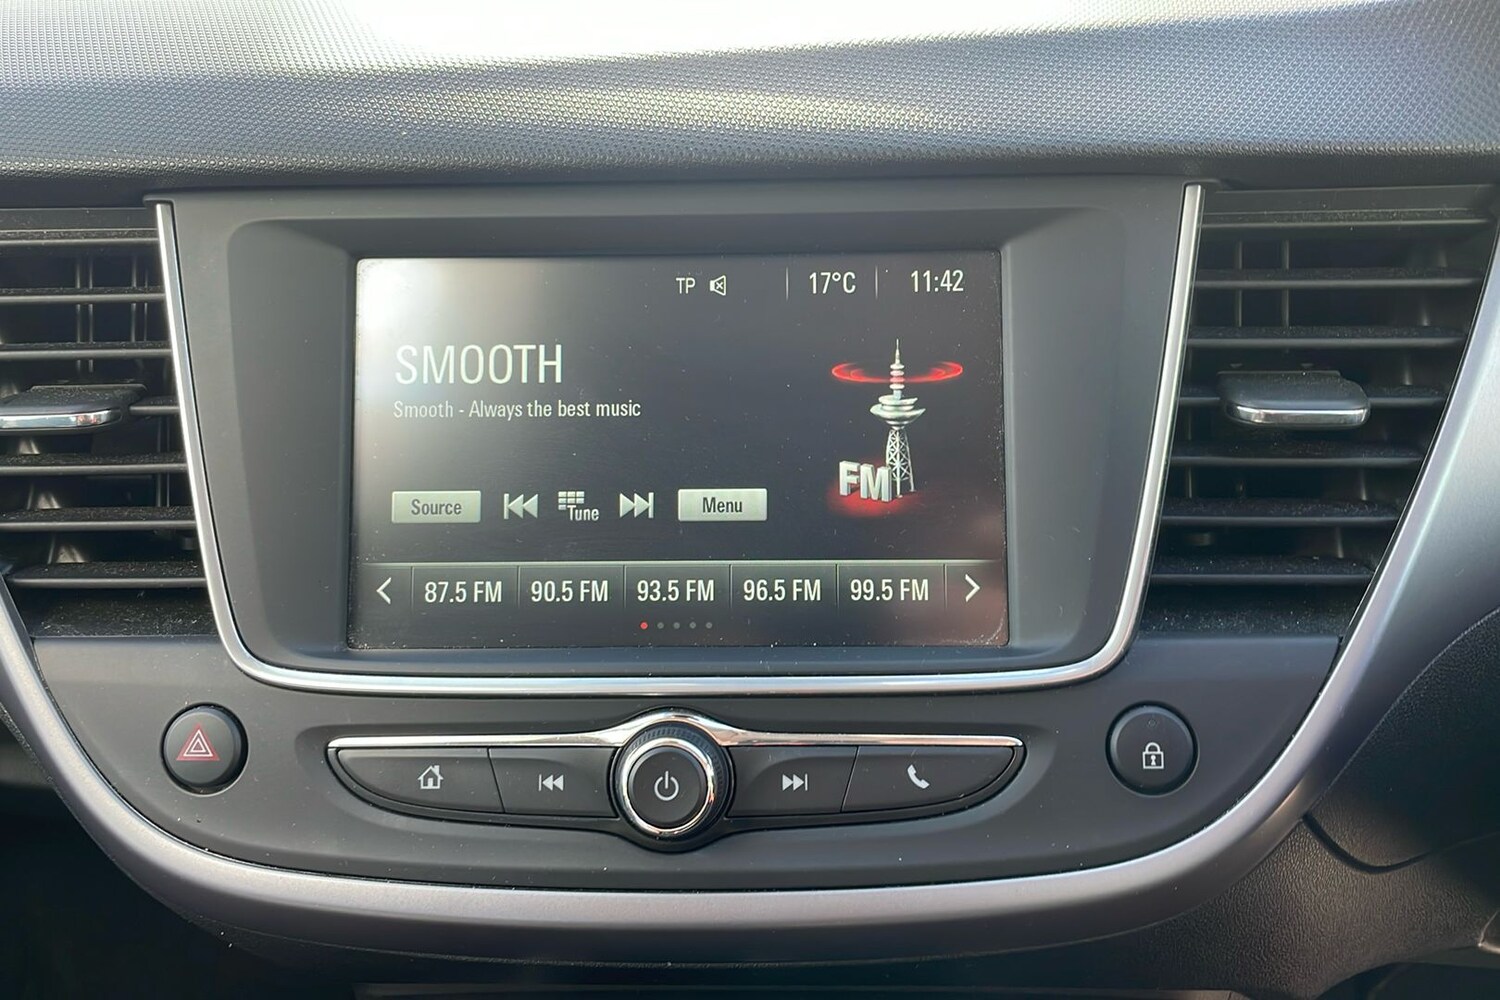 TP 17°C 11:42
SMOOTH
Smooth - Always the best music
FM
Source Tune Menu
87.5 FM 90.5 FM 93.5 FM 96.5 FM 99.5 FM